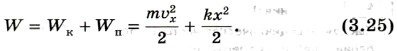 W = Wк + Wп = mvₓ²/2 + kx²/2. (3.25)